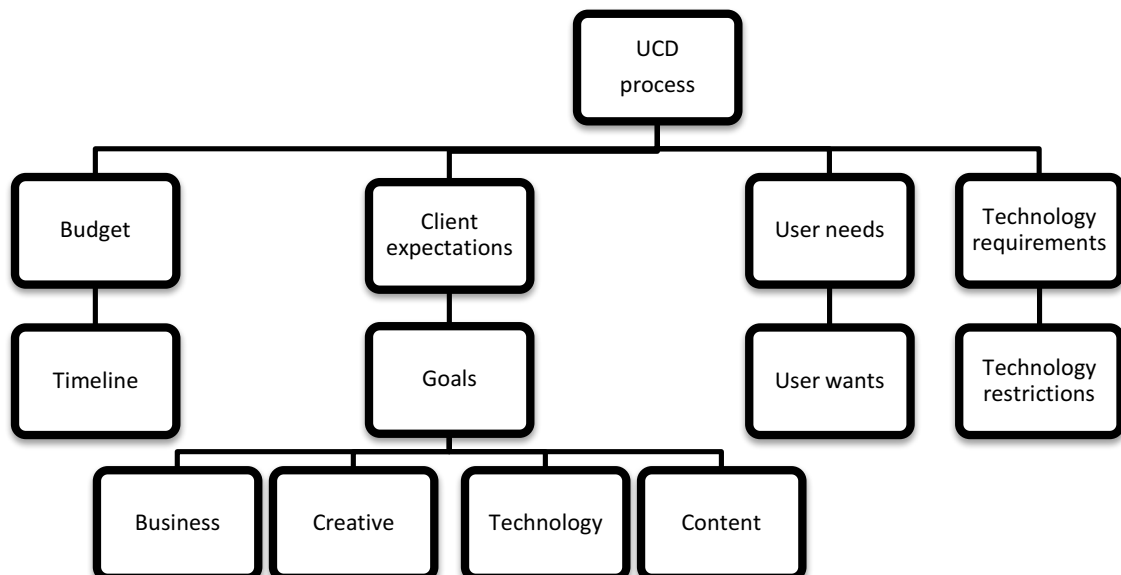 UCD
process
Budget
Client
expectations
User needs
Technology
requirements
Timeline
Goals
User wants
Technology
restrictions
Business
Creative
Technology
Content